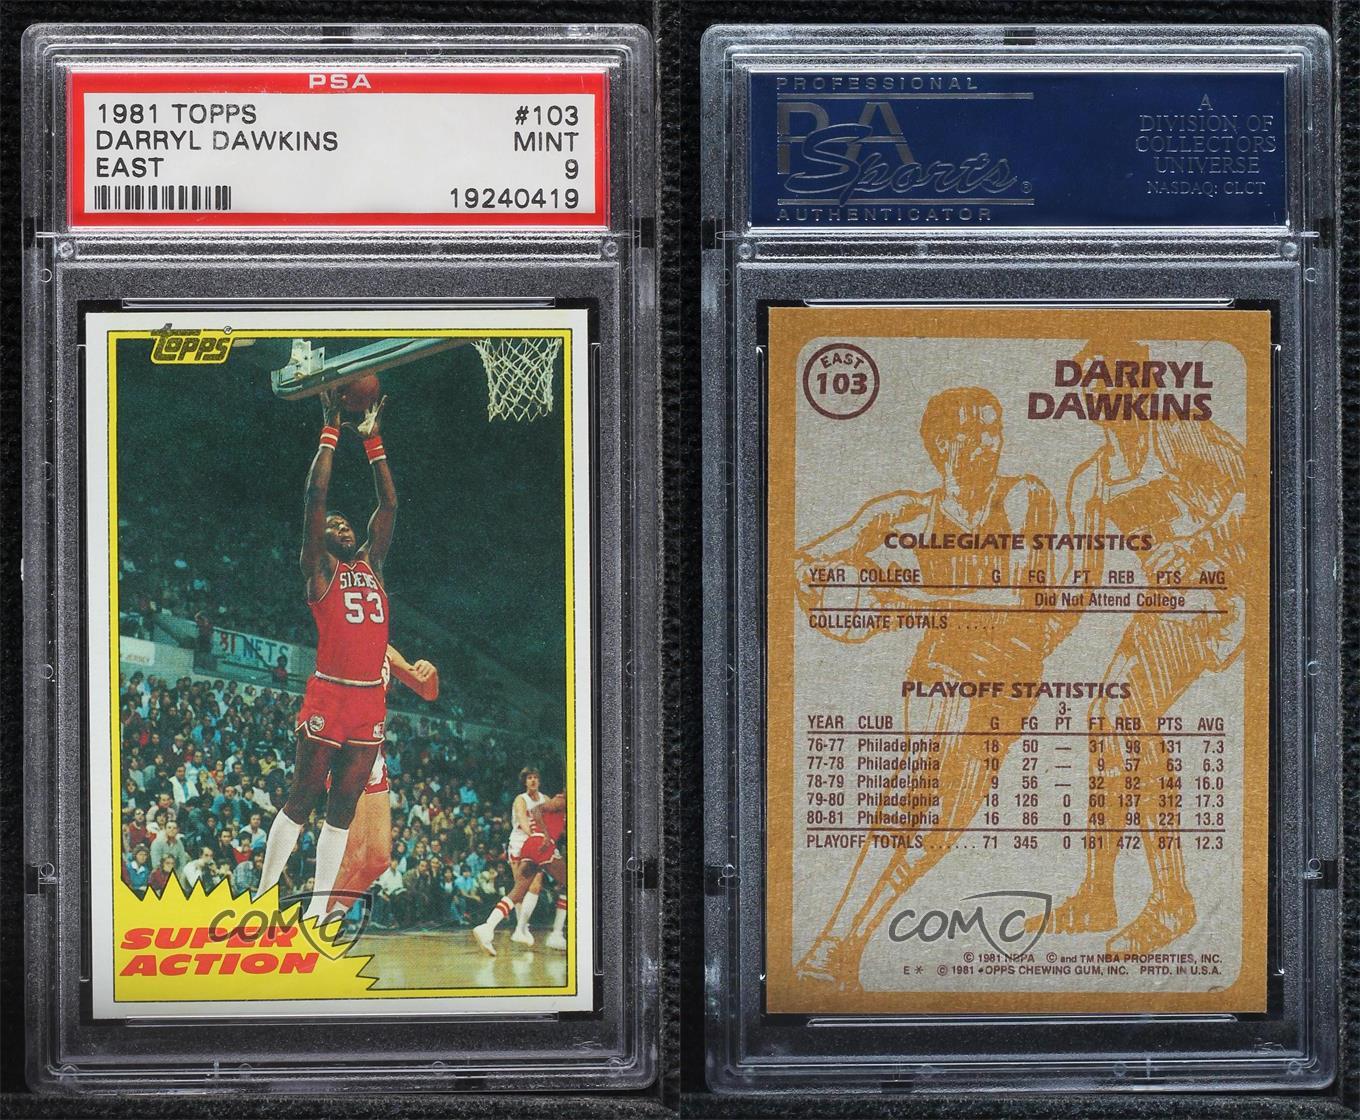 PSA
1981 TOPPS #103
DARRYL DAWKINS MINT
EAST 9
19240419
Topps®
SIXERS
53
81 NETS
JERSEY
SUPER
ACTION
COMC
PROFESSIONAL
PSA
Sports®
AUTHENTICATOR
A
DIVISION OF
COLLECTORS
UNIVERSE
NASDAQ: CLCT
EAST
103
DARRYL
DAWKINS
COLLEGIATE STATISTICS
YEAR COLLEGE G FG FT REB PTS AVG
Did Not Attend College
COLLEGIATE TOTALS .....
PLAYOFF STATISTICS
3-
YEAR CLUB G FG PT FT REB PTS AVG
76-77 Philadelphia 18 50 — 31 98 131 7.3
77-78 Philadelphia 10 27 — 9 57 63 6.3
78-79 Philadelphia 9 56 — 32 82 144 16.0
79-80 Philadelphia 18 126 0 60 137 312 17.3
80-81 Philadelphia 16 86 0 49 98 221 13.8
PLAYOFF TOTALS ...... 71 345 0 181 472 871 12.3
COMC
© 1981 NBPA © and TM NBA PROPERTIES, INC.
E * © 1981 TOPPS CHEWING GUM, INC. PRTD. IN U.S.A.